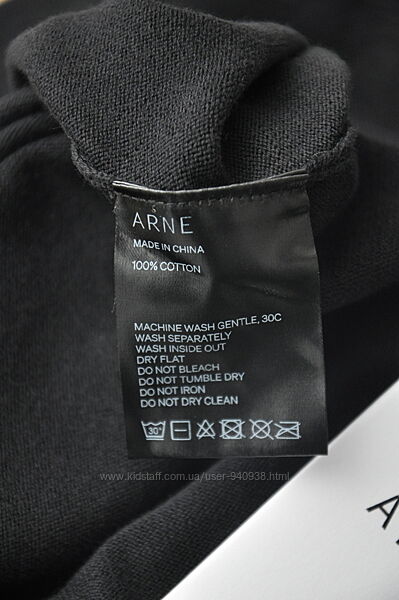 ARNE
MADE IN CHINA
100% COTTON
MACHINE WASH GENTLE, 30C
WASH SEPARATELY
WASH INSIDE OUT
DRY FLAT
DO NOT BLEACH
DO NOT TUMBLE DRY
DO NOT IRON
DO NOT DRY CLEAN
30°
www.kidstaff.com.ua/user-940938.html
A